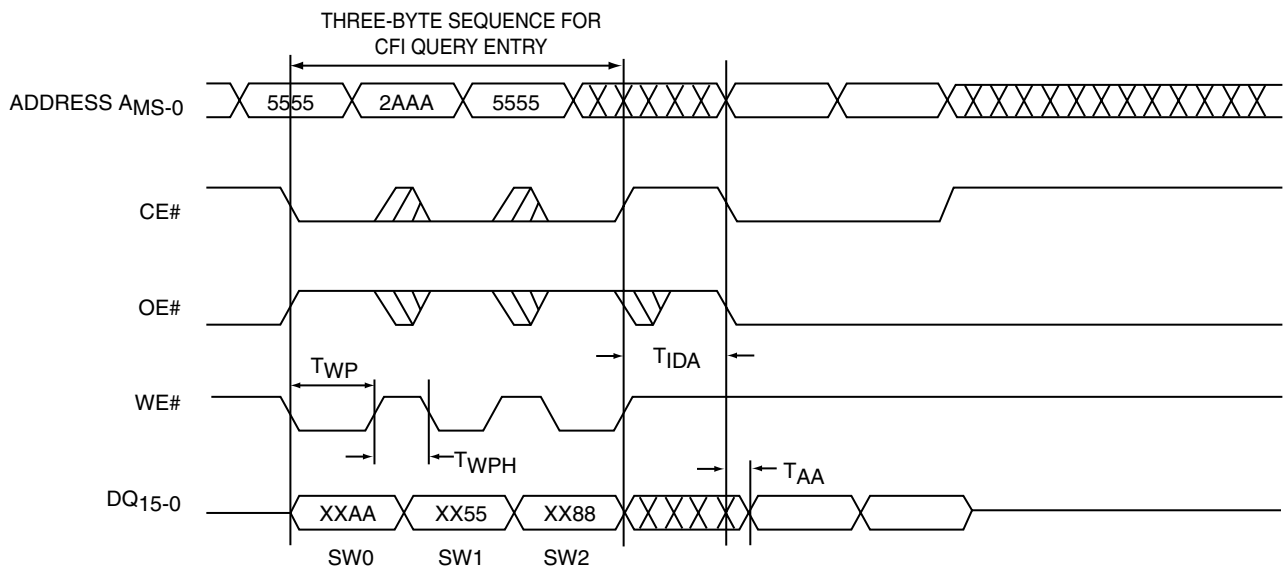 THREE-BYTE SEQUENCE FOR
CFI QUERY ENTRY
ADDRESS AMS-0
5555
2AAA
5555
CE#
OE#
TIDA
TWP
WE#
TWPH
TAA
DQ15-0
XXAA
XX55
XX88
SW0
SW1
SW2